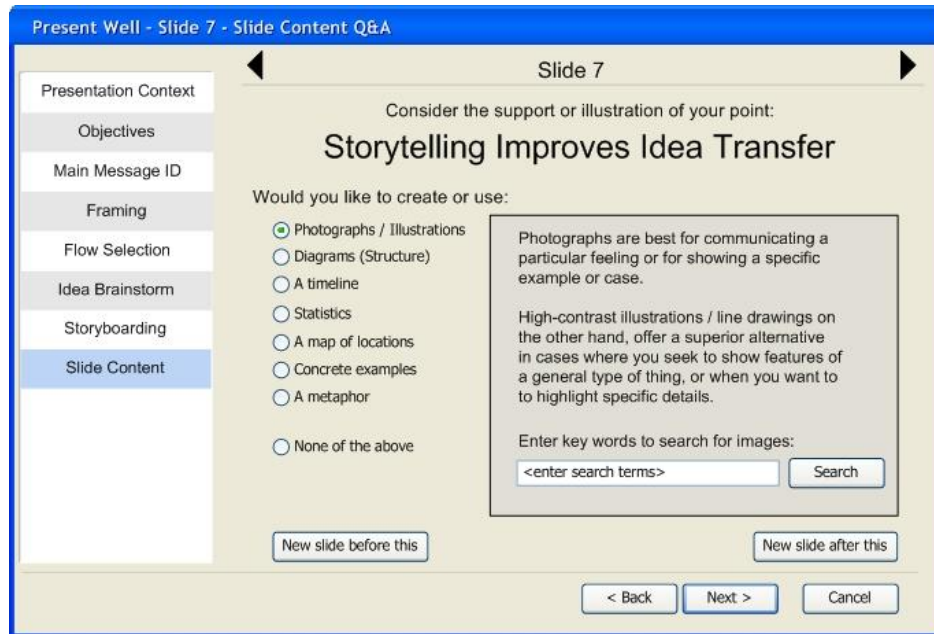 Present Well - Slide 7 - Slide Content Q&A
Presentation Context
Objectives
Main Message ID
Framing
Flow Selection
Idea Brainstorm
Storyboarding
Slide Content
Slide 7
Consider the support or illustration of your point:
Storytelling Improves Idea Transfer
Would you like to create or use:
Photographs / Illustrations
Diagrams (Structure)
A timeline
Statistics
A map of locations
Concrete examples
A metaphor
None of the above
Photographs are best for communicating a
particular feeling or for showing a specific
example or case.
High-contrast illustrations / line drawings on
the other hand, offer a superior alternative
in cases where you seek to show features of
a general type of thing, or when you want to
to highlight specific details.
Enter key words to search for images:
<enter search terms>
Search
New slide before this
New slide after this
< Back
Next >
Cancel